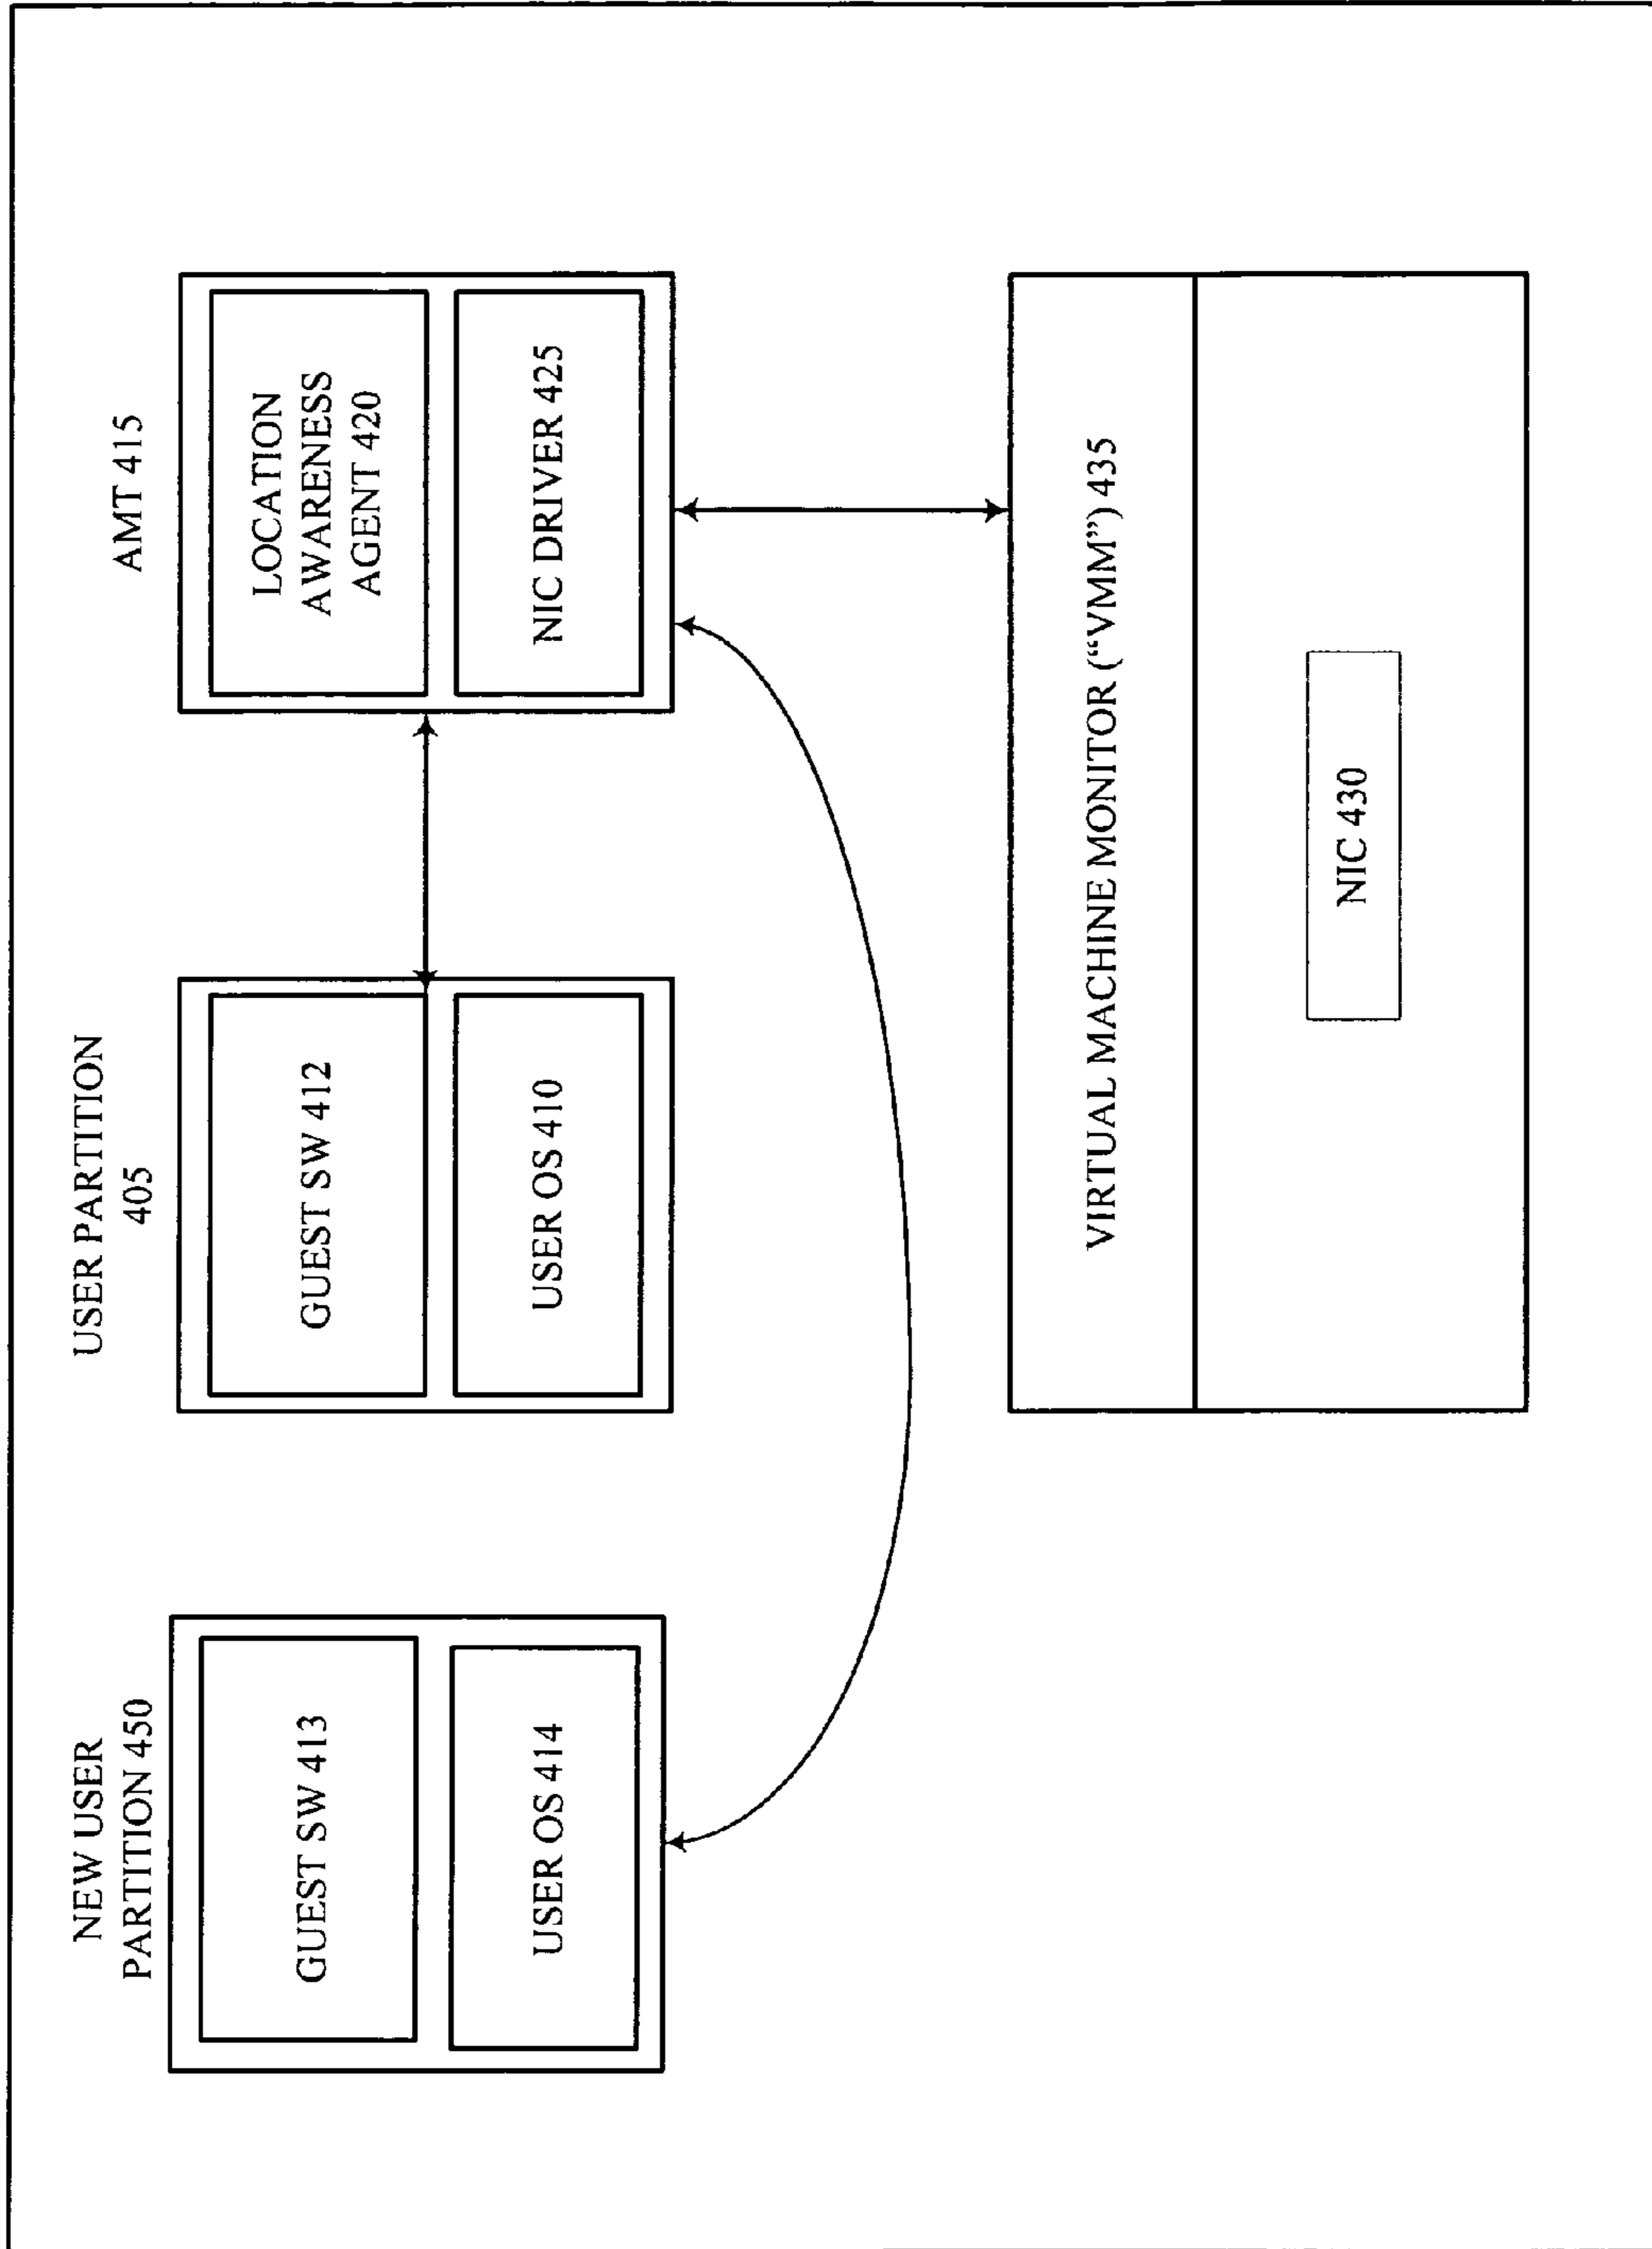 NEW USER
PARTITION 450
GUEST SW 413
USER OS 414
USER PARTITION
405
GUEST SW 412
USER OS 410
AMT 415
LOCATION
AWARENESS
AGENT 420
NIC DRIVER 425
VIRTUAL MACHINE MONITOR (“VMM”) 435
NIC 430